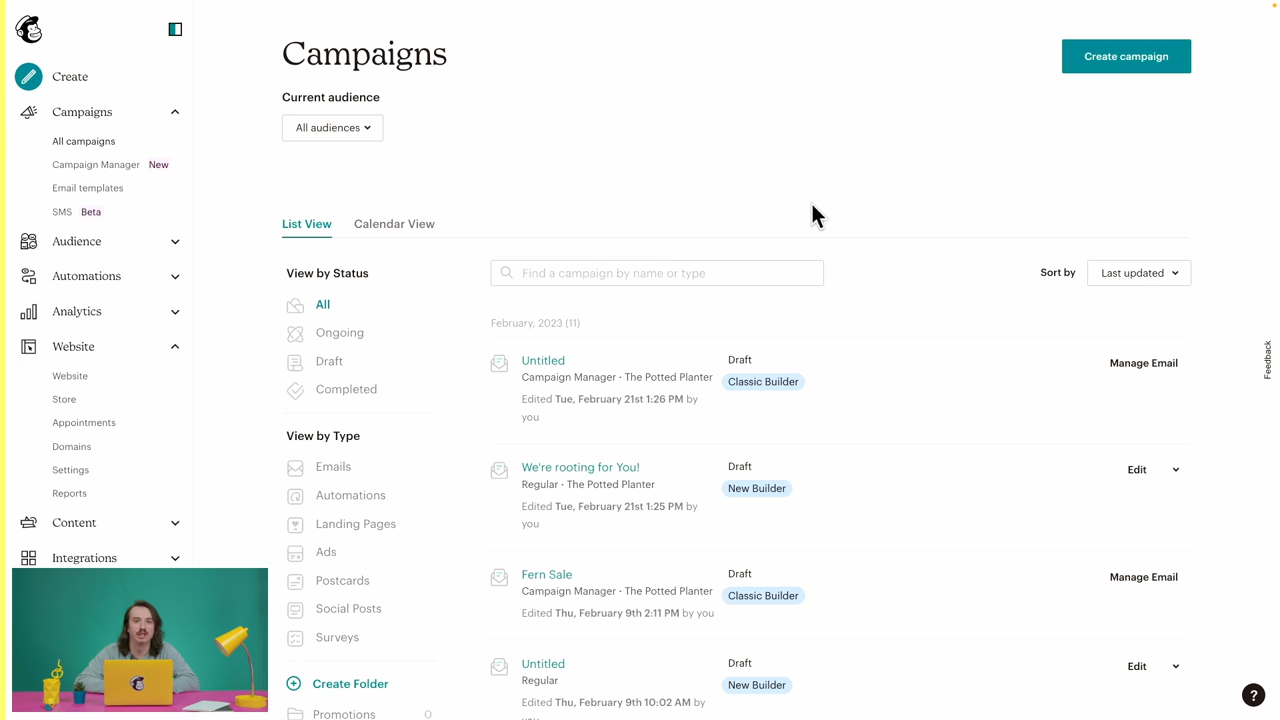 Create
Campaigns
All campaigns
Campaign Manager New
Email templates
SMS Beta
Audience
Automations
Analytics
Website
Website
Store
Appointments
Domains
Settings
Reports
Content
Integrations
Campaigns
Create campaign
Current audience
All audiences
List View
Calendar View
View by Status
All
Ongoing
Draft
Completed
View by Type
Emails
Automations
Landing Pages
Ads
Postcards
Social Posts
Surveys
Create Folder
Promotions 0
Find a campaign by name or type
Sort by
Last updated
February, 2023 (11)
Untitled
Campaign Manager · The Potted Planter
Edited Tue, February 21st 1:26 PM by
you
Draft
Classic Builder
Manage Email
We're rooting for You!
Regular · The Potted Planter
Edited Tue, February 21st 1:25 PM by
you
Draft
New Builder
Edit
Fern Sale
Campaign Manager · The Potted Planter
Edited Thu, February 9th 2:11 PM by you
Draft
Classic Builder
Manage Email
Untitled
Regular
Edited Thu, February 9th 10:02 AM by
Draft
New Builder
Edit
Feedback
?